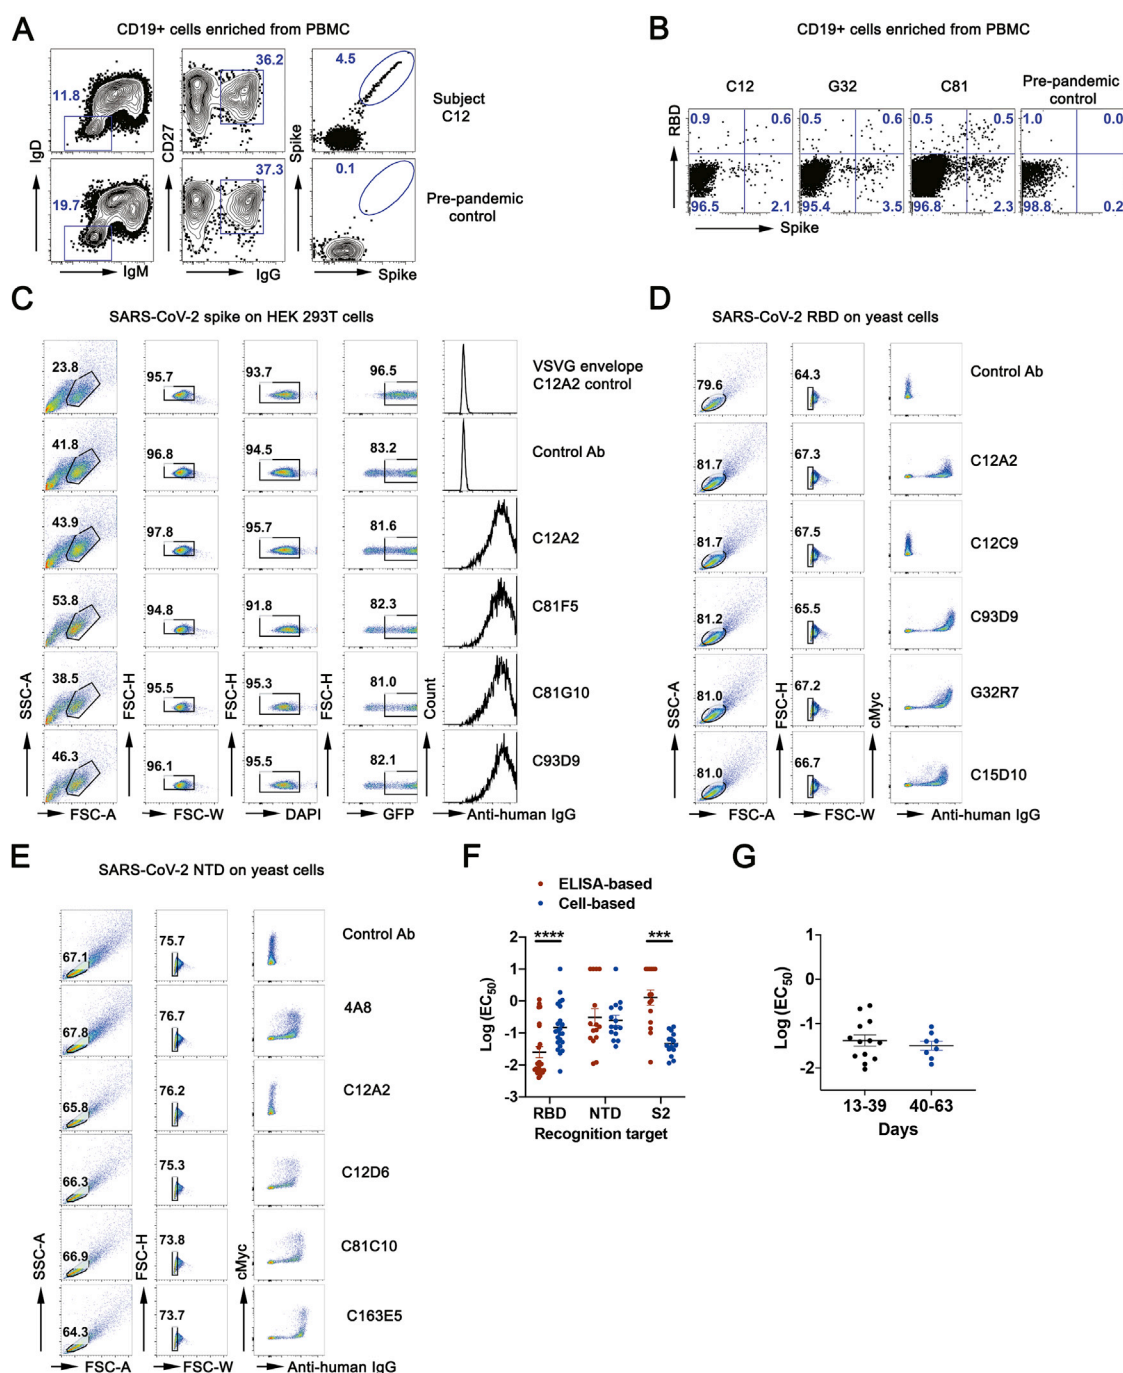 A
CD19+ cells enriched from PBMC
11.8
36.2
4.5
Subject
C12
IgD
CD27
Spike
19.7
37.3
0.1
Pre-pandemic
control
IgM
IgG
Spike
B
CD19+ cells enriched from PBMC
C12
G32
C81
Pre-pandemic
control
RBD
0.9
0.6
0.5
0.6
0.5
0.5
1.0
0.0
96.5
2.1
95.4
3.5
96.8
2.3
98.8
0.2
Spike
C
SARS-CoV-2 spike on HEK 293T cells
23.8
95.7
93.7
96.5
VSVG envelope
C12A2 control
41.8
96.8
94.5
83.2
Control Ab
43.9
97.8
95.7
81.6
C12A2
53.8
94.8
91.8
82.3
C81F5
38.5
95.5
95.3
81.0
C81G10
46.3
96.1
95.5
82.1
C93D9
SSC-A
FSC-H
FSC-H
FSC-H
Count
FSC-A
FSC-W
DAPI
GFP
Anti-human IgG
D
SARS-CoV-2 RBD on yeast cells
79.6
64.3
Control Ab
81.7
67.3
C12A2
81.7
67.5
C12C9
81.2
65.5
C93D9
81.0
67.2
G32R7
81.0
66.7
C15D10
SSC-A
FSC-H
cMyc
FSC-A
FSC-W
Anti-human IgG
E
SARS-CoV-2 NTD on yeast cells
67.1
75.7
Control Ab
67.8
76.7
4A8
65.8
76.2
C12A2
66.3
75.3
C12D6
66.9
73.8
C81C10
64.3
73.7
C163E5
SSC-A
FSC-H
cMyc
FSC-A
FSC-W
Anti-human IgG
F
ELISA-based
Cell-based
****
***
Log (EC50)
2
1
0
-1
-2
-3
RBD
NTD
S2
Recognition target
G
Log (EC50)
1
0
-1
-2
13-39
40-63
Days